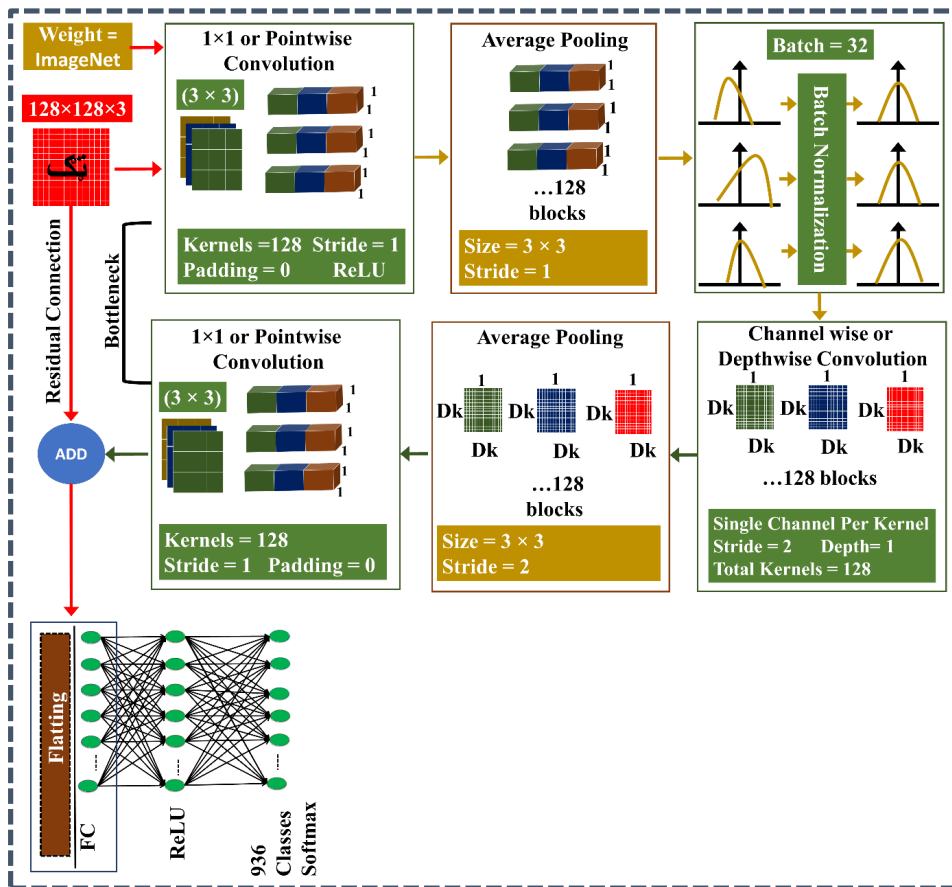 Weight =
ImageNet
128×128×3
1×1 or Pointwise
Convolution
(3 × 3)
1
1
1
1
1
1
Kernels =128 Stride = 1
Padding = 0 ReLU
Average Pooling
1
1
1
1
1
1
…128
blocks
Size = 3 × 3
Stride = 1
Batch = 32
Batch Normalization
Residual Connection
Bottleneck
1×1 or Pointwise
Convolution
(3 × 3)
1
1
1
1
1
1
Kernels = 128
Stride = 1 Padding = 0
Average Pooling
1 1 1
Dk Dk Dk
Dk Dk Dk
…128
blocks
Size = 3 × 3
Stride = 2
Channel wise or
Depthwise Convolution
1 1 1
Dk Dk Dk
Dk Dk Dk
…128 blocks
Single Channel Per Kernel
Stride = 2 Depth= 1
Total Kernels = 128
ADD
Flatting
FC
ReLU
936
Classes
Softmax